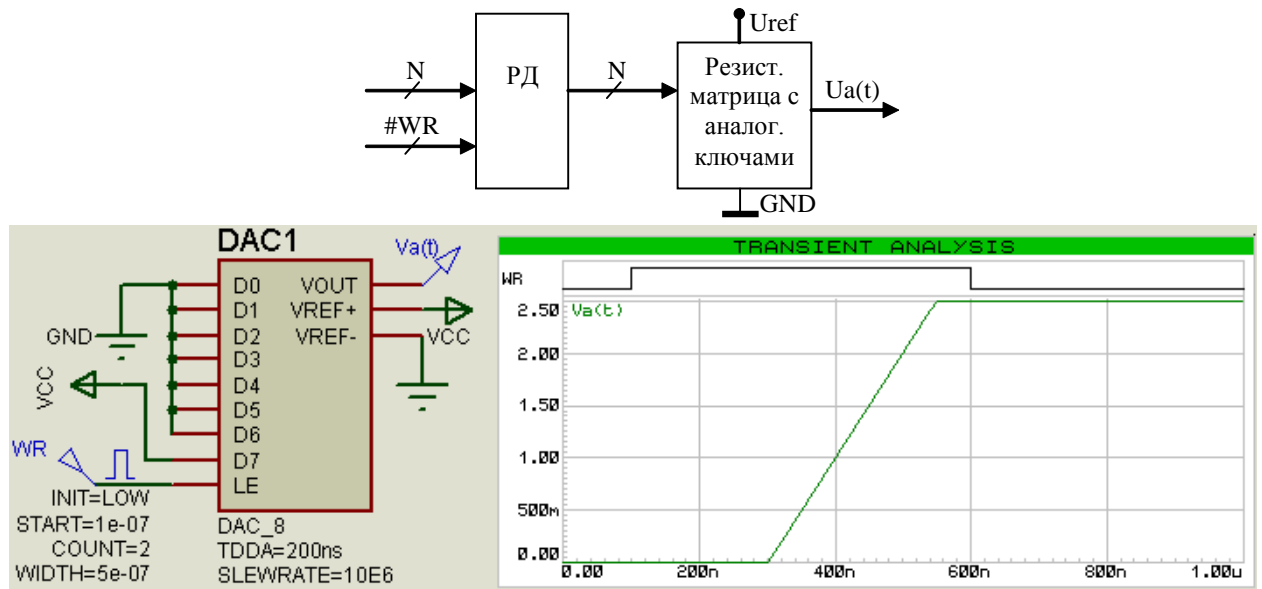 Uref
N
#WR
РД
N
Резист.
матрица с
аналог.
ключами
Ua(t)
GND
DAC1
Va(t)
D0
D1
D2
D3
D4
D5
D6
D7
LE
VOUT
VREF+
VREF-
GND
VCC
VCC
WR
INIT=LOW
START=1e-07
COUNT=2
WIDTH=5e-07
DAC_8
TDDA=200ns
SLEWRATE=10E6
TRANSIENT ANALYSIS
WR
Va(t)
2.50
2.00
1.50
1.00
500m
0.00
0.00 200n 400n 600n 800n 1.00u